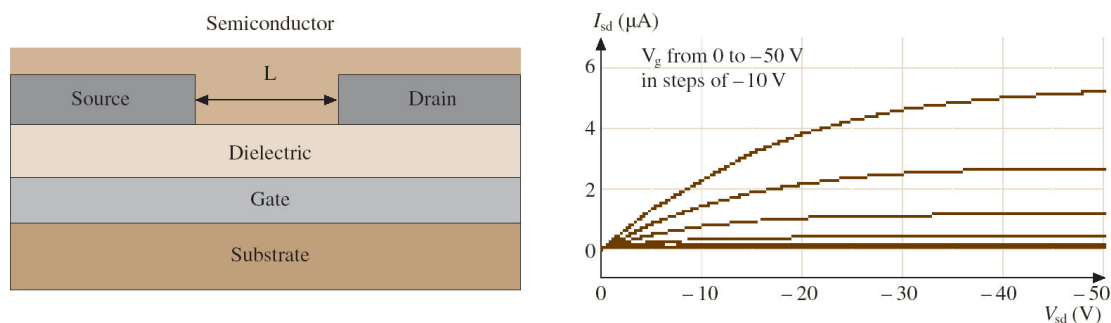 Semiconductor
L
Source
Drain
Dielectric
Gate
Substrate
I_sd (μA)
V_g from 0 to –50 V
in steps of –10 V
6
4
2
0
0
–10
–20
–30
–40
–50
V_sd (V)